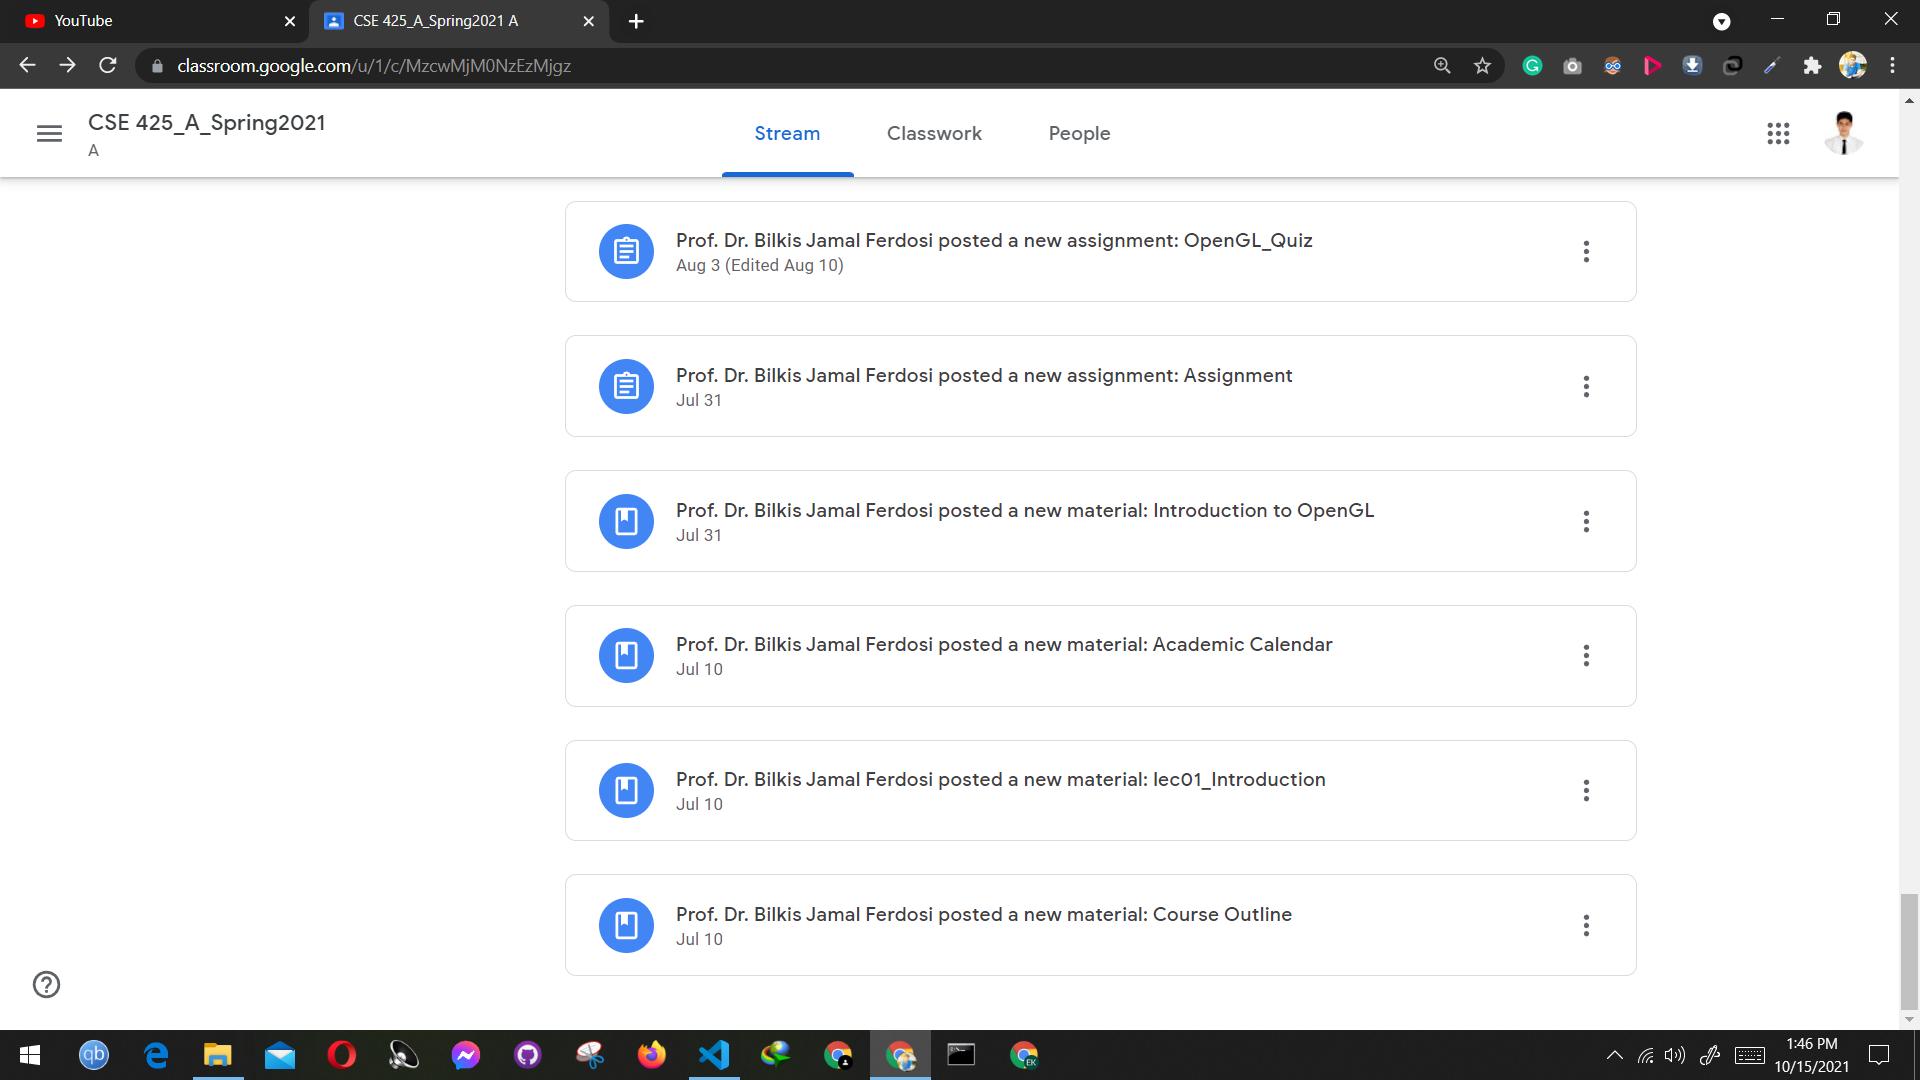 YouTube
CSE 425_A_Spring2021 A
classroom.google.com/u/1/c/MzcwMjM0NzEzMjgz
CSE 425_A_Spring2021
A
Stream
Classwork
People
Prof. Dr. Bilkis Jamal Ferdosi posted a new assignment: OpenGL_Quiz
Aug 3 (Edited Aug 10)
Prof. Dr. Bilkis Jamal Ferdosi posted a new assignment: Assignment
Jul 31
Prof. Dr. Bilkis Jamal Ferdosi posted a new material: Introduction to OpenGL
Jul 31
Prof. Dr. Bilkis Jamal Ferdosi posted a new material: Academic Calendar
Jul 10
Prof. Dr. Bilkis Jamal Ferdosi posted a new material: lec01_Introduction
Jul 10
Prof. Dr. Bilkis Jamal Ferdosi posted a new material: Course Outline
Jul 10
qb
EK
1:46 PM
10/15/2021